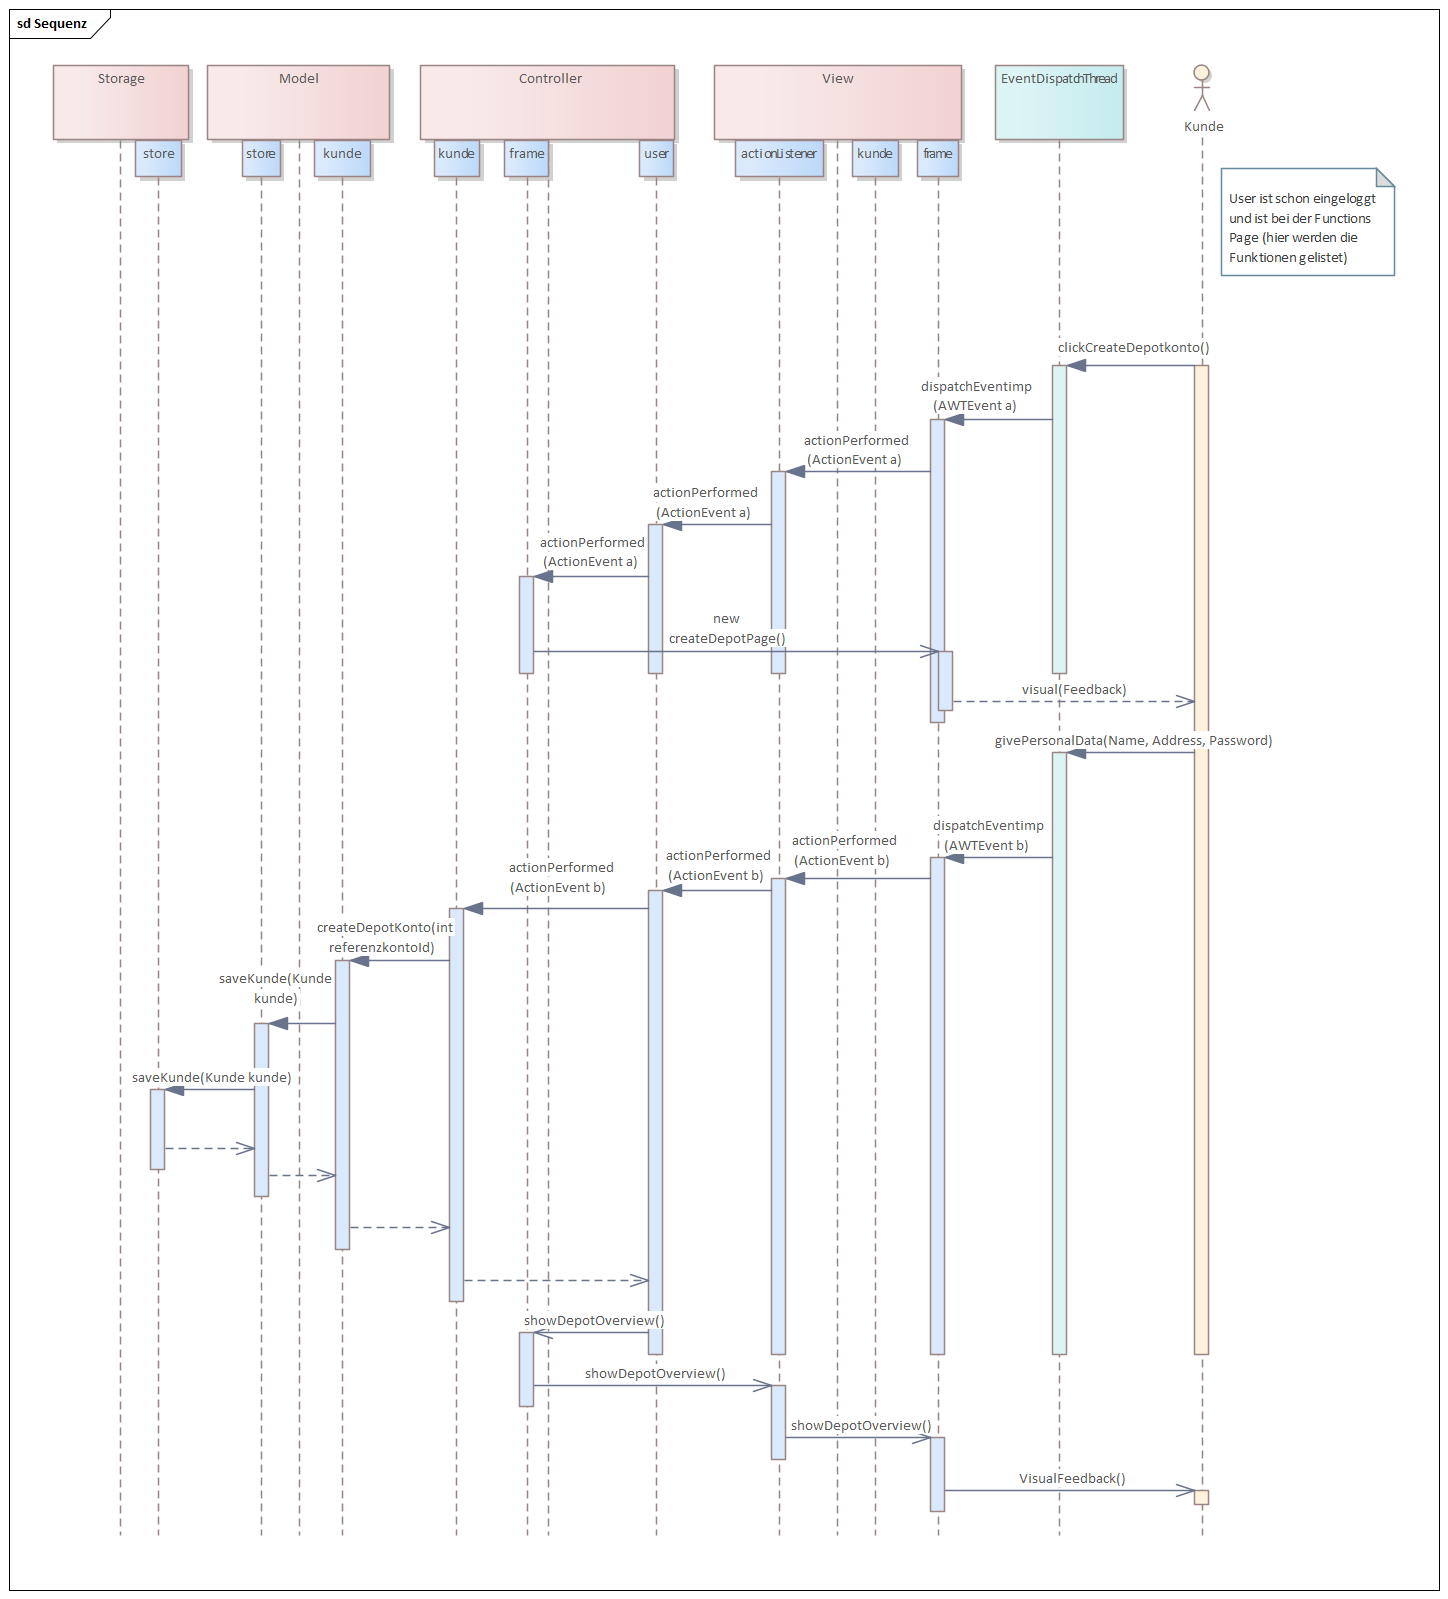 sd Sequenz
Storage
Model
Controller
View
EventDispatchThread
Kunde
store
store
kunde
kunde
frame
user
actionListener
kunde
frame
User ist schon eingeloggt
und ist bei der Functions
Page (hier werden die
Funktionen gelistet)
clickCreateDepotkonto()
dispatchEventimp
(AWTEvent a)
actionPerformed
(ActionEvent a)
actionPerformed
(ActionEvent a)
actionPerformed
(ActionEvent a)
new
createDepotPage()
visual(Feedback)
givePersonalData(Name, Address, Password)
dispatchEventimp
(AWTEvent b)
actionPerformed
(ActionEvent b)
actionPerformed
(ActionEvent b)
actionPerformed
(ActionEvent b)
createDepotKonto(int
referenzkontoId)
saveKunde(Kunde
kunde)
saveKunde(Kunde kunde)
showDepotOverview()
showDepotOverview()
showDepotOverview()
VisualFeedback()